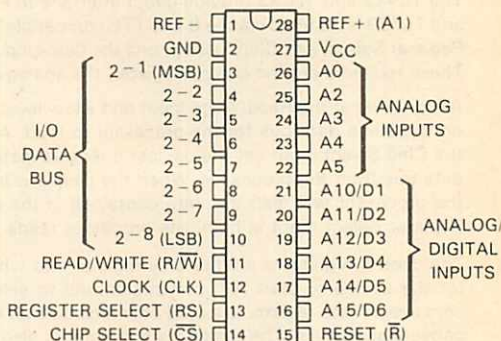 REF − 1 28 REF + (A1)
GND 2 27 VCC
2−1 (MSB) 3 26 A0
2−2 4 25 A2
2−3 5 24 A3
2−4 6 23 A4
7 22 A5
2−6 8 21 A10/D1
2−7 9 20 A11/D2
2−8 (LSB) 10 19 A12/D3
READ/WRITE (R/W̅) 11 18 A13/D4
CLOCK (CLK) 12 17 A14/D5
REGISTER SELECT (RS) 13 16 A15/D6
CHIP SELECT (C̅S̅) 14 15 RESET (R̅)
I/O
DATA
BUS
ANALOG
INPUTS
ANALOG/
DIGITAL
INPUTS